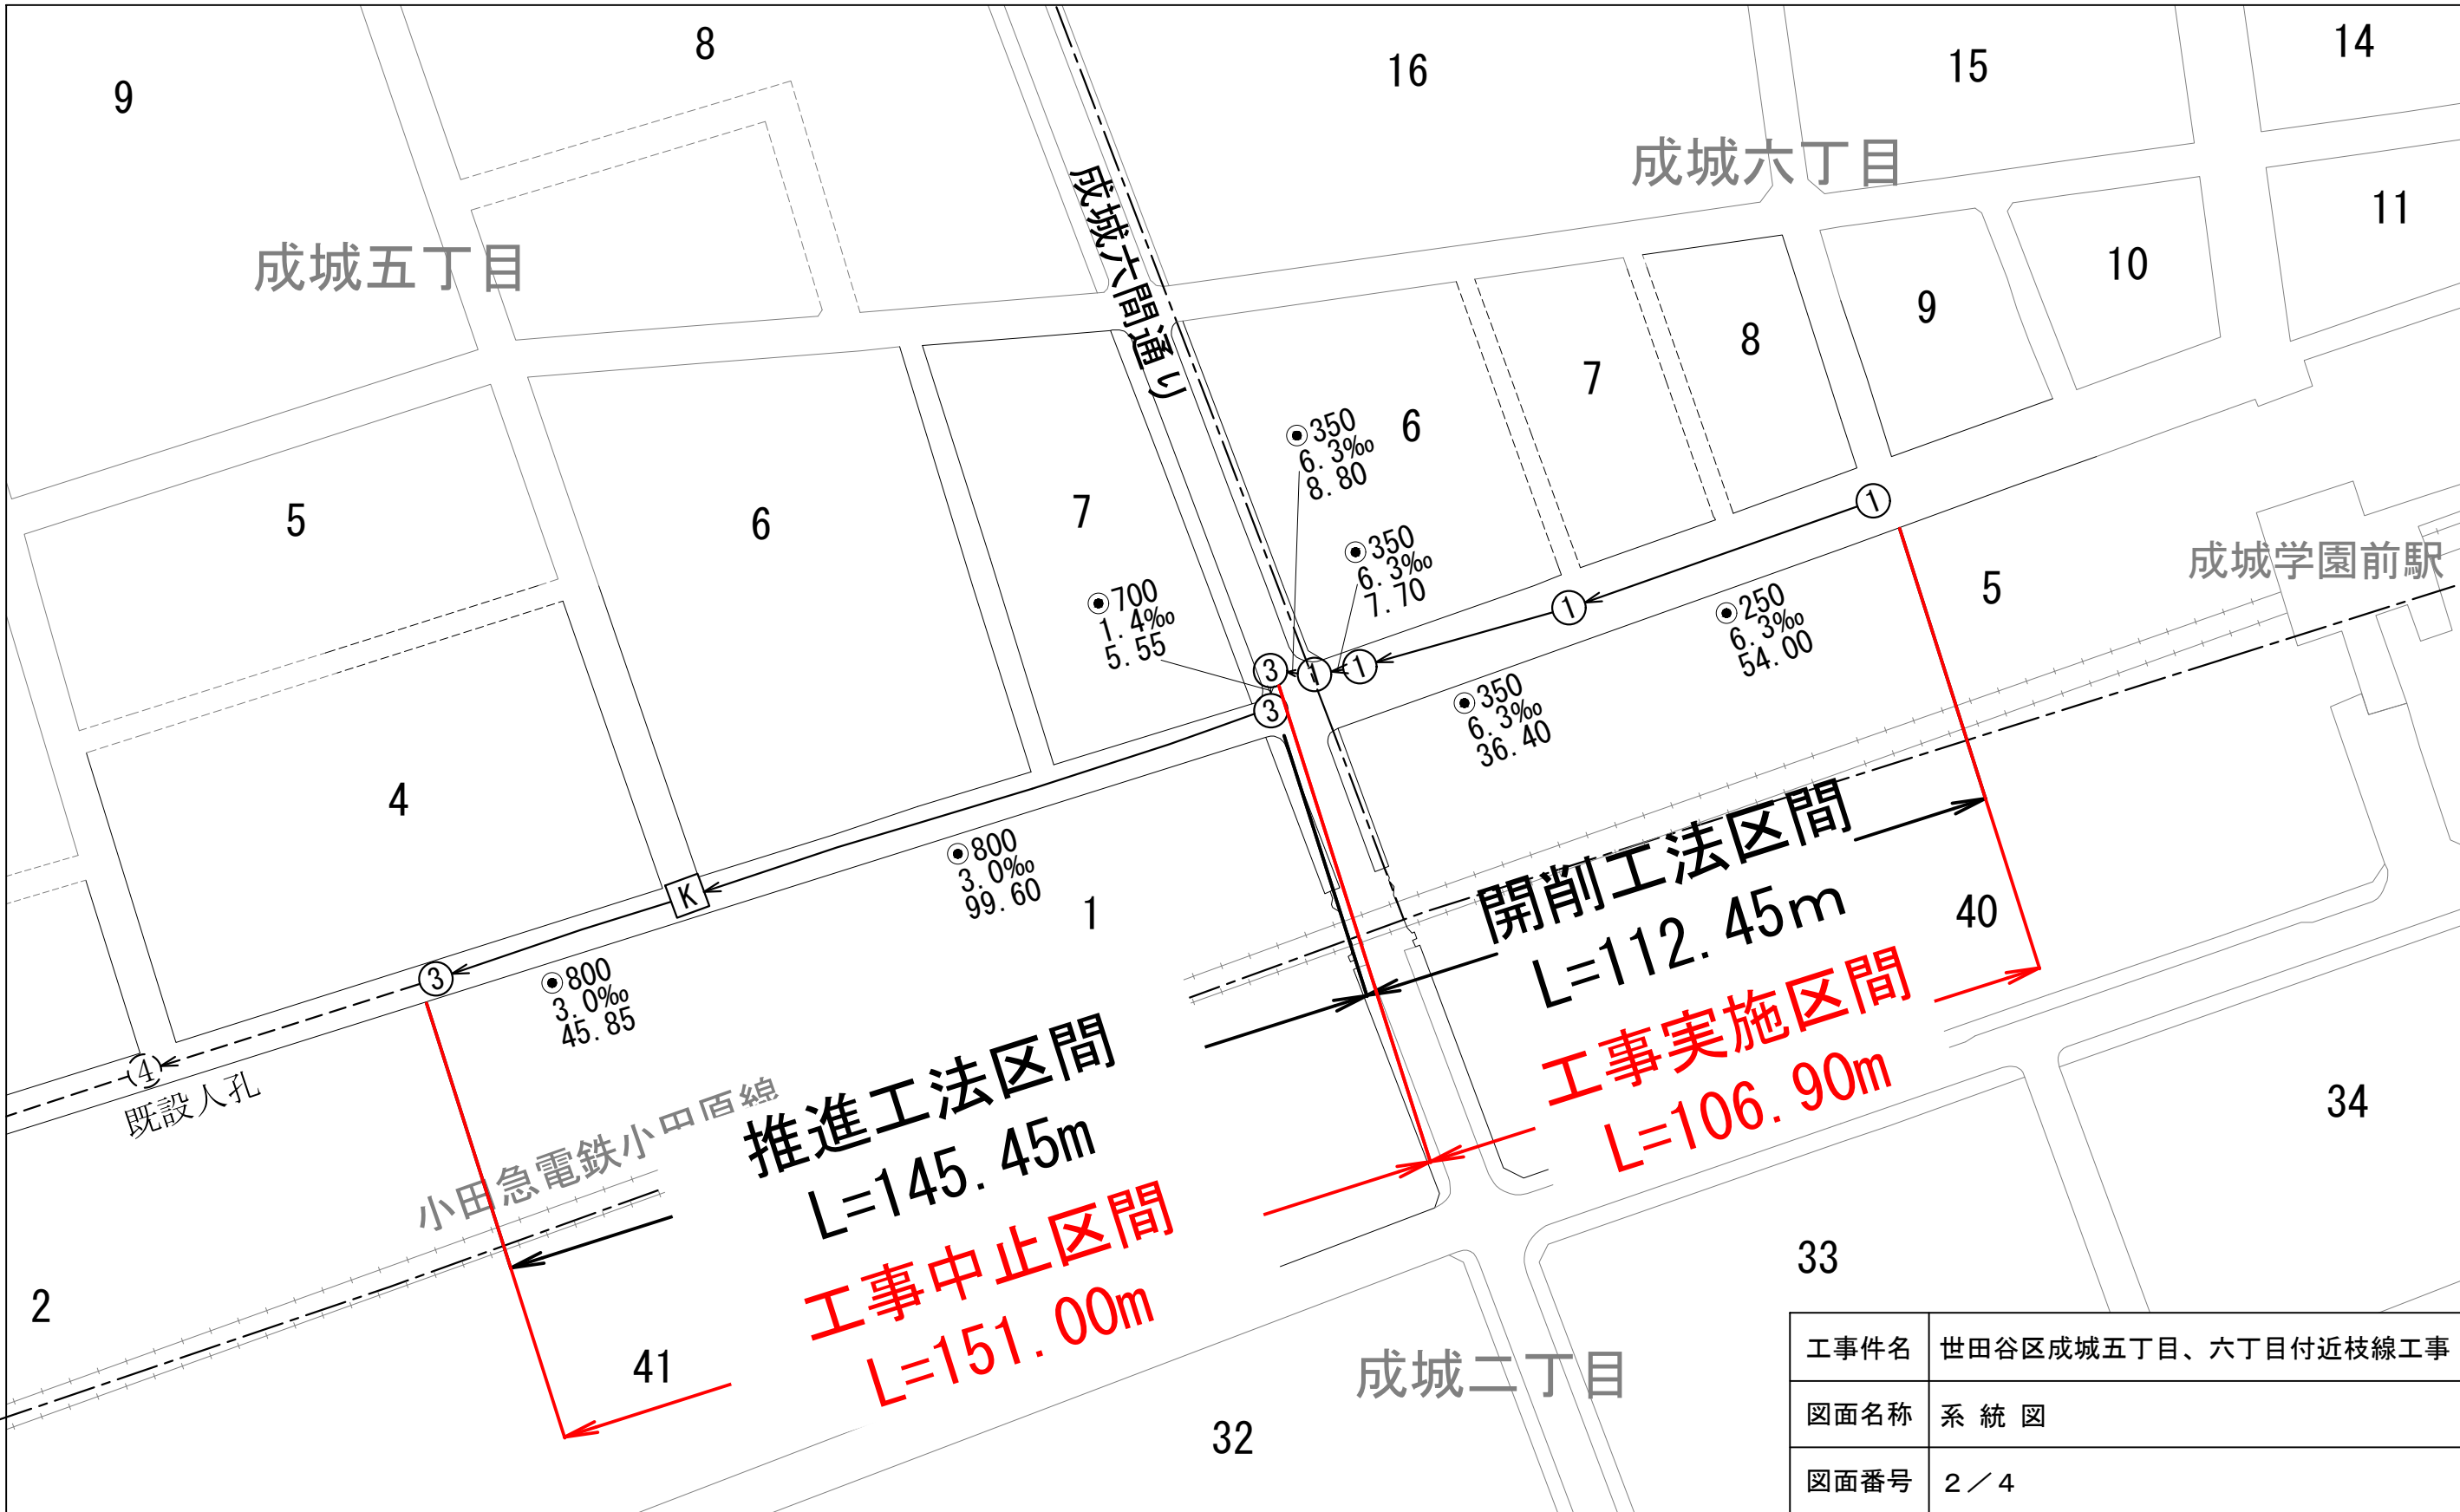 9
8
16
15
14
成城六丁目
成城五丁目
成城六間通り
11
10
9
8
7
6
350
6.3‰
8.80
5
6
7
350
6.3‰
7.70
1
1
1
1
成城学園前駅
5
700
1.4‰
5.55
250
6.3‰
54.00
3
3
350
6.3‰
36.40
4
K
800
3.0‰
99.60
1
開削工法区間
L=112.45m
40
3
800
3.0‰
45.85
工事実施区間
L=106.90m
4
既設人孔
小田急電鉄小田原線
推進工法区間
L=145.45m
34
工事中止区間
L=151.00m
33
2
41
成城二丁目
32
工事件名 世田谷区成城五丁目、六丁目付近枝線工事
図面名称 系統図
図面番号 2／4